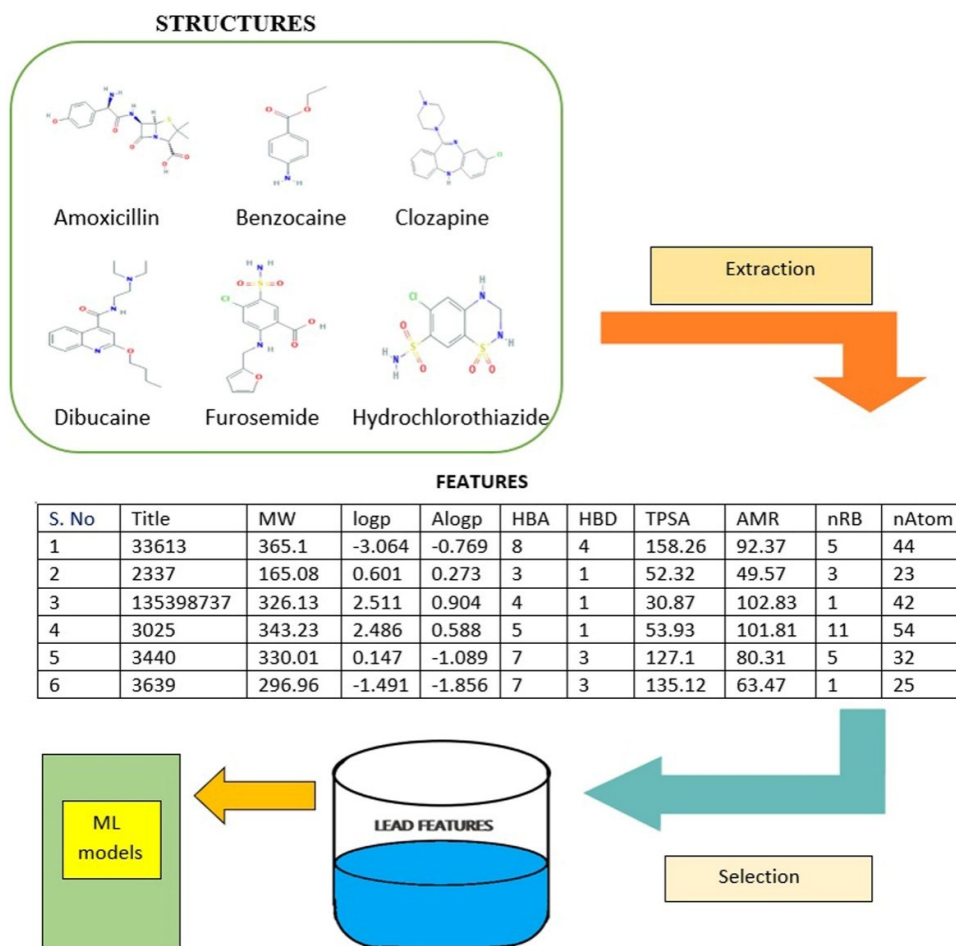 STRUCTURES
Amoxicillin Benzocaine Clozapine
Dibucaine Furosemide Hydrochlorothiazide
Extraction
FEATURES
S. No Title MW logp Alogp HBA HBD TPSA AMR nRB nAtom
1 33613 365.1 -3.064 -0.769 8 4 158.26 92.37 5 44
2 2337 165.08 0.601 0.273 3 1 52.32 49.57 3 23
3 135398737 326.13 2.511 0.904 4 1 30.87 102.83 1 42
4 3025 343.23 2.486 0.588 5 1 53.93 101.81 11 54
5 3440 330.01 0.147 -1.089 7 3 127.1 80.31 5 32
6 3639 296.96 -1.491 -1.856 7 3 135.12 63.47 1 25
LEAD FEATURES
ML
models
Selection